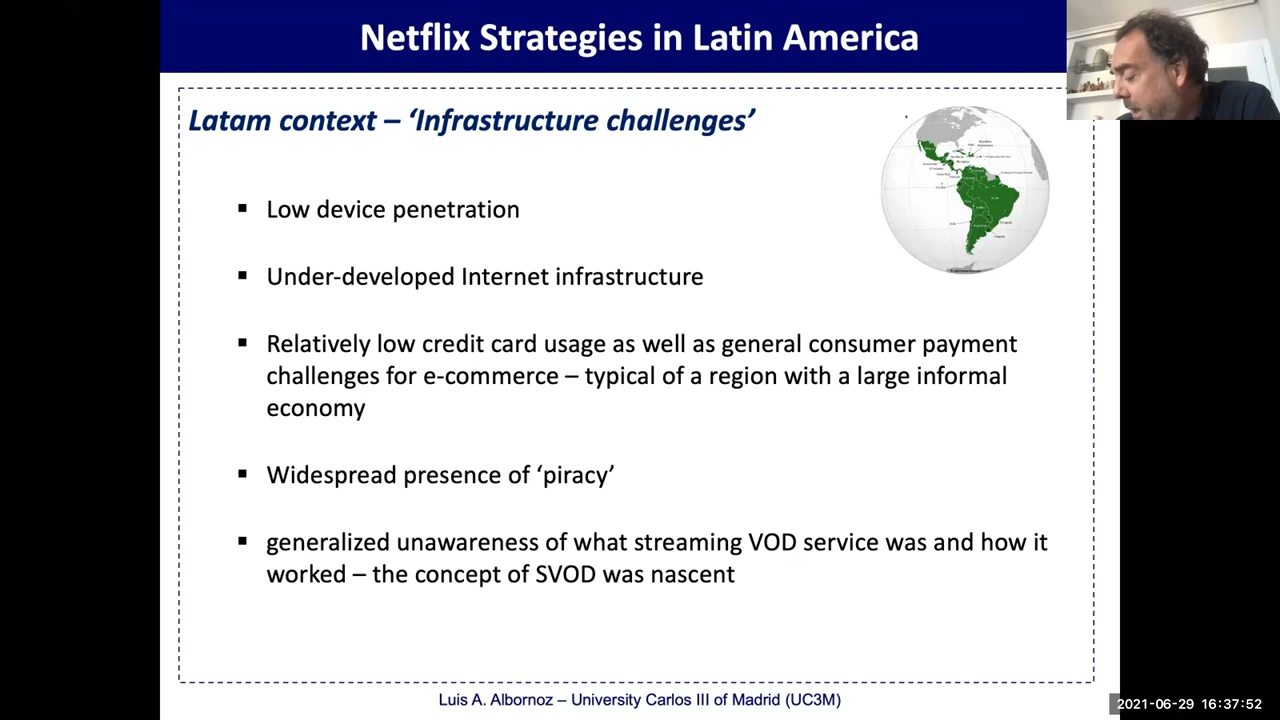 Netflix Strategies in Latin America
Latam context – ‘Infrastructure challenges’
▪ Low device penetration
▪ Under-developed Internet infrastructure
▪ Relatively low credit card usage as well as general consumer payment
challenges for e-commerce – typical of a region with a large informal
economy
▪ Widespread presence of ‘piracy’
▪ generalized unawareness of what streaming VOD service was and how it
worked – the concept of SVOD was nascent
Luis A. Albornoz – University Carlos III of Madrid (UC3M)
2021-06-29 16:37:52